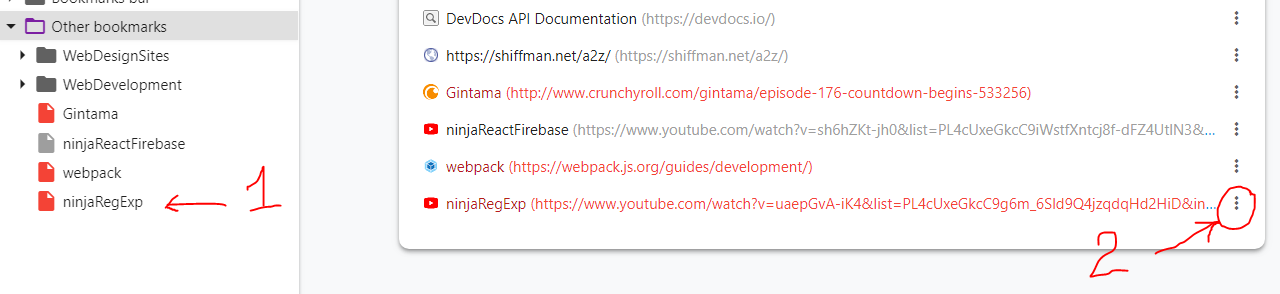 Bookmarks bar
Other bookmarks
WebDesignSites
WebDevelopment
Gintama
ninjaReactFirebase
webpack
ninjaRegExp
1
DevDocs API Documentation (https://devdocs.io/)
https://shiffman.net/a2z/ (https://shiffman.net/a2z/)
Gintama (http://www.crunchyroll.com/gintama/episode-176-countdown-begins-533256)
ninjaReactFirebase (https://www.youtube.com/watch?v=sh6hZKt-jh0&list=PL4cUxeGkcC9iWstfXntcj8f-dFZ4UtlN3&...
webpack (https://webpack.js.org/guides/development/)
ninjaRegExp (https://www.youtube.com/watch?v=uaepGvA-iK4&list=PL4cUxeGkcC9g6m_6Sld9Q4jzqdqHd2HiD&in...
2